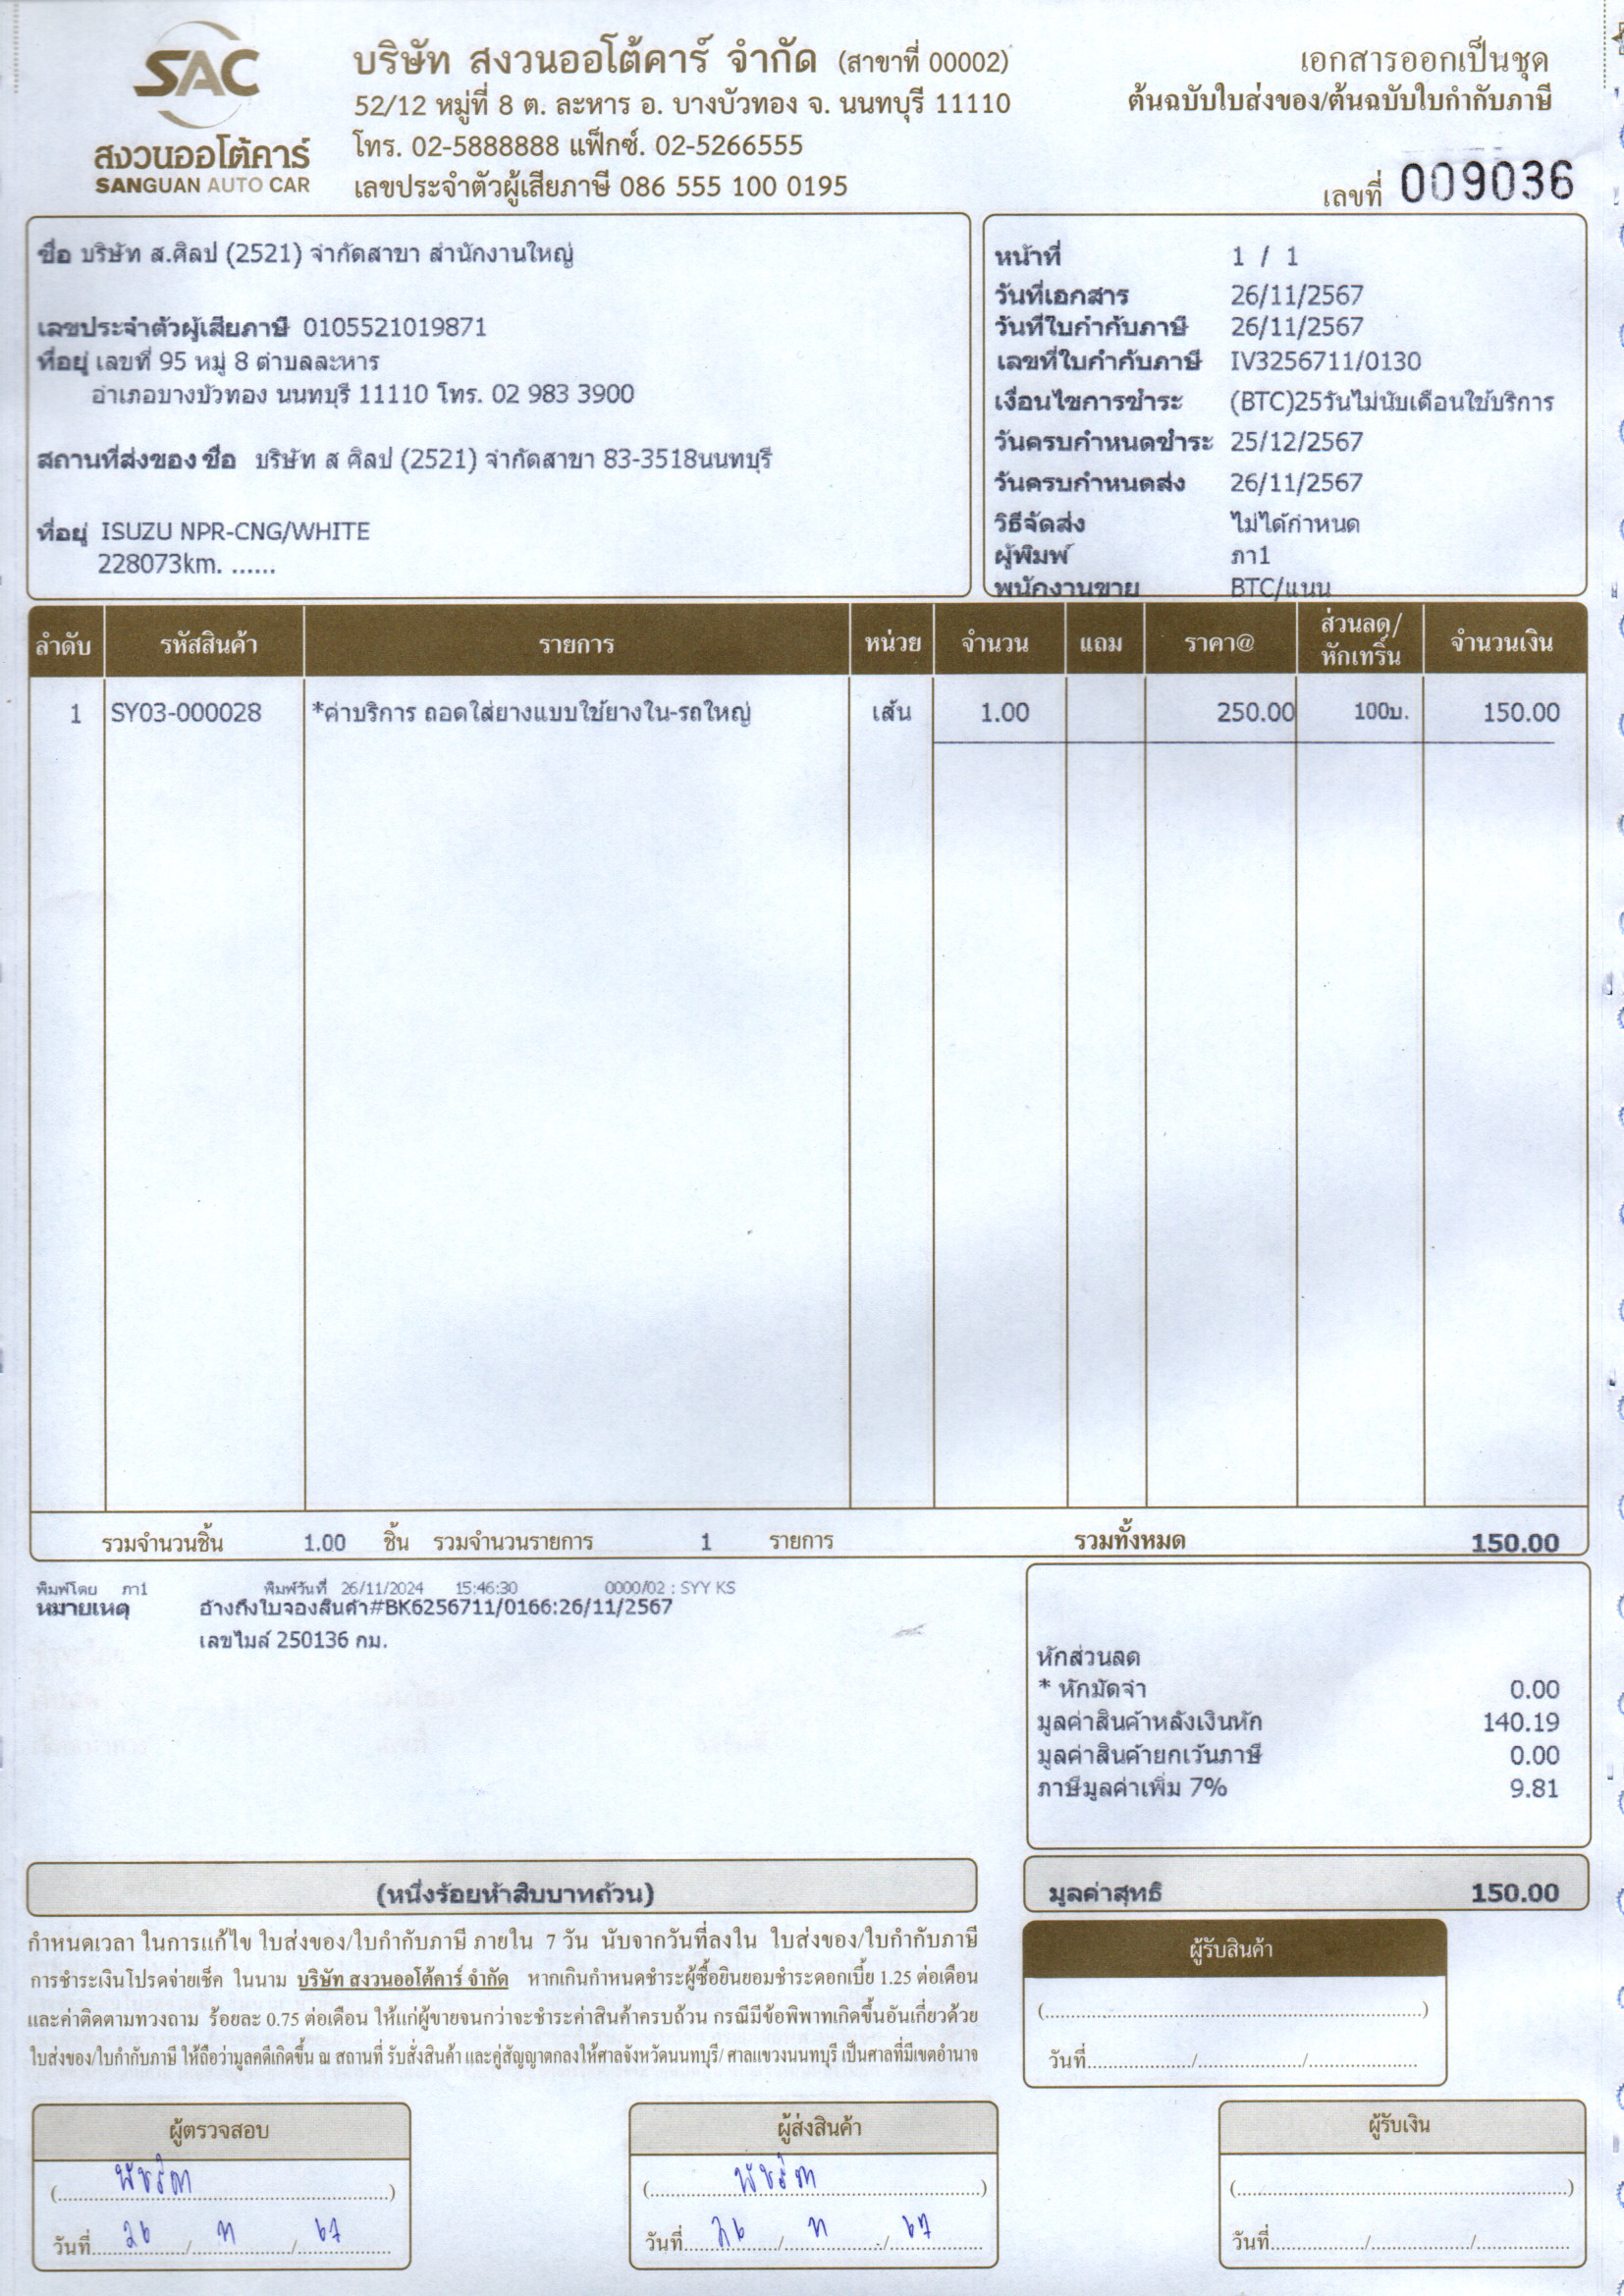 SAC
สงวนออโต้คาร์
SANGUAN AUTO CAR
บริษัท สงวนออโต้คาร์ จำกัด (สาขาที่ 00002)
52/12 หมู่ที่ 8 ต. ละหาร อ. บางบัวทอง จ. นนทบุรี 11110
โทร. 02-5888888 แฟ็กซ์. 02-5266555
เลขประจำตัวผู้เสียภาษี 086 555 100 0195
เอกสารออกเป็นชุด
ต้นฉบับใบส่งของ/ต้นฉบับใบกำกับภาษี
เลขที่ 009036
ชื่อ บริษัท ส.ศิลป (2521) จำกัดสาขา สำนักงานใหญ่
เลขประจำตัวผู้เสียภาษี 0105521019871
ที่อยู่ เลขที่ 95 หมู่ 8 ตำบลละหาร
อำเภอบางบัวทอง นนทบุรี 11110 โทร. 02 983 3900
สถานที่ส่งของ ชื่อ บริษัท ส ศิลป (2521) จำกัดสาขา 83-3518นนทบุรี
ที่อยู่ ISUZU NPR-CNG/WHITE
228073km. ......
หน้าที่ 1 / 1
วันที่เอกสาร 26/11/2567
วันที่ใบกำกับภาษี 26/11/2567
เลขที่ใบกำกับภาษี IV3256711/0130
เงื่อนไขการชำระ (BTC)25วันไม่นับเดือนใช้บริการ
วันครบกำหนดชำระ 25/12/2567
วันครบกำหนดส่ง 26/11/2567
วิธีจัดส่ง ไม่ได้กำหนด
ผู้พิมพ์ ภา1
พนักงานขาย BTC/แนน
ลำดับ รหัสสินค้า รายการ หน่วย จำนวน แถม ราคา@ ส่วนลด/หักเทริ์น จำนวนเงิน
1 SY03-000028 *ค่าบริการ ถอดใส่ยางแบบใช้ยางใน-รถใหญ่ เส้น 1.00 250.00 100บ. 150.00
รวมจำนวนชิ้น 1.00 ชิ้น รวมจำนวนรายการ 1 รายการ รวมทั้งหมด 150.00
พิมพ์โดย ภา1 พิมพ์วันที่ 26/11/2024 15:46:30 0000/02 : SYY KS
หมายเหตุ อ้างถึงใบจองสินค้า#BK6256711/0166:26/11/2567
เลขไมล์ 250136 กม.
หักส่วนลด
* หักมัดจำ 0.00
มูลค่าสินค้าหลังเงินหัก 140.19
มูลค่าสินค้ายกเว้นภาษี 0.00
ภาษีมูลค่าเพิ่ม 7% 9.81
(หนึ่งร้อยห้าสิบบาทถ้วน)
มูลค่าสุทธิ 150.00
กำหนดเวลา ในการแก้ไข ใบส่งของ/ใบกำกับภาษี ภายใน 7 วัน นับจากวันที่ลงใน ใบส่งของ/ใบกำกับภาษี
การชำระเงินโปรดจ่ายเช็ค ในนาม บริษัท สงวนออโต้คาร์ จำกัด หากเกินกำหนดชำระผู้ซื้อยินยอมชำระดอกเบี้ย 1.25 ต่อเดือน
และค่าติดตามทวงถาม ร้อยละ 0.75 ต่อเดือน ให้แก่ผู้ขายจนกว่าจะชำระค่าสินค้าครบถ้วน กรณีมีข้อพิพาทเกิดขึ้นอันเกี่ยวด้วย
ใบส่งของ/ใบกำกับภาษี ให้ถือว่ามูลคดีเกิดขึ้น ณ สถานที่ รับสั่งสินค้า และคู่สัญญาตกลงให้ศาลจังหวัดนนทบุรี/ ศาลแขวงนนทบุรี เป็นศาลที่มีเขตอำนาจ
ผู้รับสินค้า
(....................)
วันที่........../........../..........
ผู้ตรวจสอบ
พัชริตา
วันที่ 26 / 11 / 67
ผู้ส่งสินค้า
พัชริตา
วันที่ 26 / 11 / 67
ผู้รับเงิน
(....................)
วันที่........../........../..........